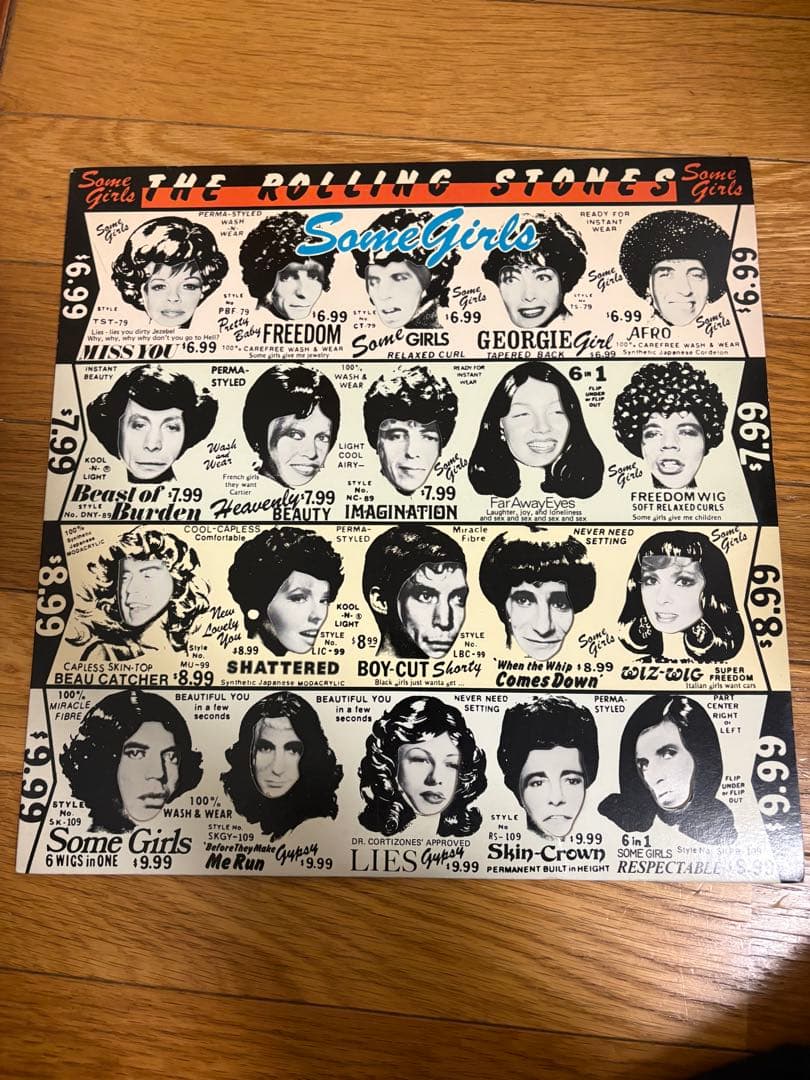 Some Girls THE ROLLING STONES Some Girls
Some Girls
$6.99
Some Girls
STYLE
TST-79
Lies - lies you dirty Jezebel
Why, why, why why don't you go to Hell?
MISS YOU $6.99
PERMA-STYLED
WASH
-N-
WEAR
STYLE
No
PBF-79
$6.99
Pretty Baby FREEDOM
100% CAREFREE WASH & WEAR
Some girls give me jewelry
STYLE
No.
CT-79
Some Girls
$6.99
Some GIRLS
RELAXED CURL
READY FOR
INSTANT
WEAR
Some Girls
STYLE
No.
TS-79
$6.99
GEORGIE Girl
TAPERED BACK $6.99
AFRO
Some Girls
100% CAREFREE WASH & WEAR
Synthetic Japanese Cordelon
$6.99
$7.99
INSTANT
BEAUTY
KOOL
-N- ®
LIGHT
Beast of $7.99
STYLE
No. DNY-89 Burden
PERMA-
STYLED
Wash
and
Wear
French girls
they want
Cartier
Heavenly $7.99
BEAUTY
100%
WASH &
WEAR
LIGHT
COOL
AIRY-
STYLE
No.
NC-89
$7.99
IMAGINATION
READY FOR
INSTANT
WEAR
Some Girls
6 in 1
FLIP
UNDER
or FLIP
OUT
Far Away Eyes
Laughter, joy, and loneliness
and sex and sex and sex and sex
Some Girls
FREEDOM WIG
SOFT RELAXED CURLS
Some girls give me children
$7.99
$8.99
100%
Synthetic
Japanese
MODACRYLIC
CAPLESS SKIN-TOP
BEAU CATCHER $8.99
Style
No.
MU-99
COOL-CAPLESS
Comfortable
New
Lovely
You
$8.99
STYLE
No.
LIC-99
SHATTERED
Synthetic Japanese MODACRYLIC
PERMA-
STYLED
KOOL
-N- ®
LIGHT
$8.99
STYLE
No.
LBC-99
BOY-CUT Shorty
Black girls just wanta get ...
Miracle
Fibre
NEVER NEED
SETTING
'When the Whip $8.99
Comes Down'
Some Girls
Some Girls
WIZ-WIG SUPER
FREEDOM
Italian girls want cars
$8.99
$9.99
100%
MIRACLE
FIBRE
STYLE
No.
SK-109
Some Girls
6 WIGS in ONE $9.99
BEAUTIFUL YOU
in a few
seconds
100%
WASH & WEAR
STYLE No.
SKGY-109
'Before They Make
Me Run Gypsy
$9.99
BEAUTIFUL YOU
in a few
seconds
DR. CORTIZONES' APPROVED
LIES Gypsy
$9.99
NEVER NEED
SETTING
STYLE
No
RS-109
$9.99
Skin-Crown
PERMANENT BUILT in HEIGHT
PERMA-
STYLED
PART
CENTER
RIGHT
or
LEFT
FLIP
UNDER
or FLIP
OUT
6 in 1
SOME GIRLS
RESPECTABLE $9.99
$9.99